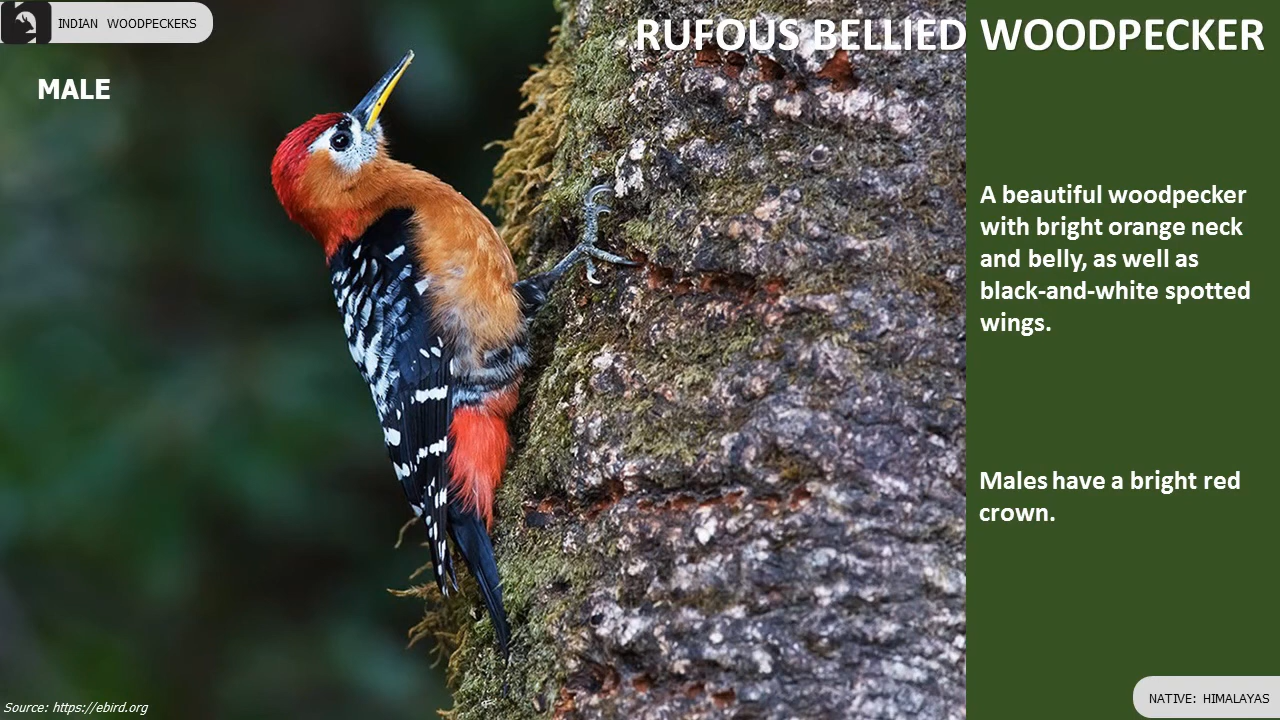 INDIAN WOODPECKERS
RUFOUS BELLIED WOODPECKER
MALE
A beautiful woodpecker
with bright orange neck
and belly, as well as
black-and-white spotted
wings.
Males have a bright red
crown.
Source: https://ebird.org
NATIVE: HIMALAYAS